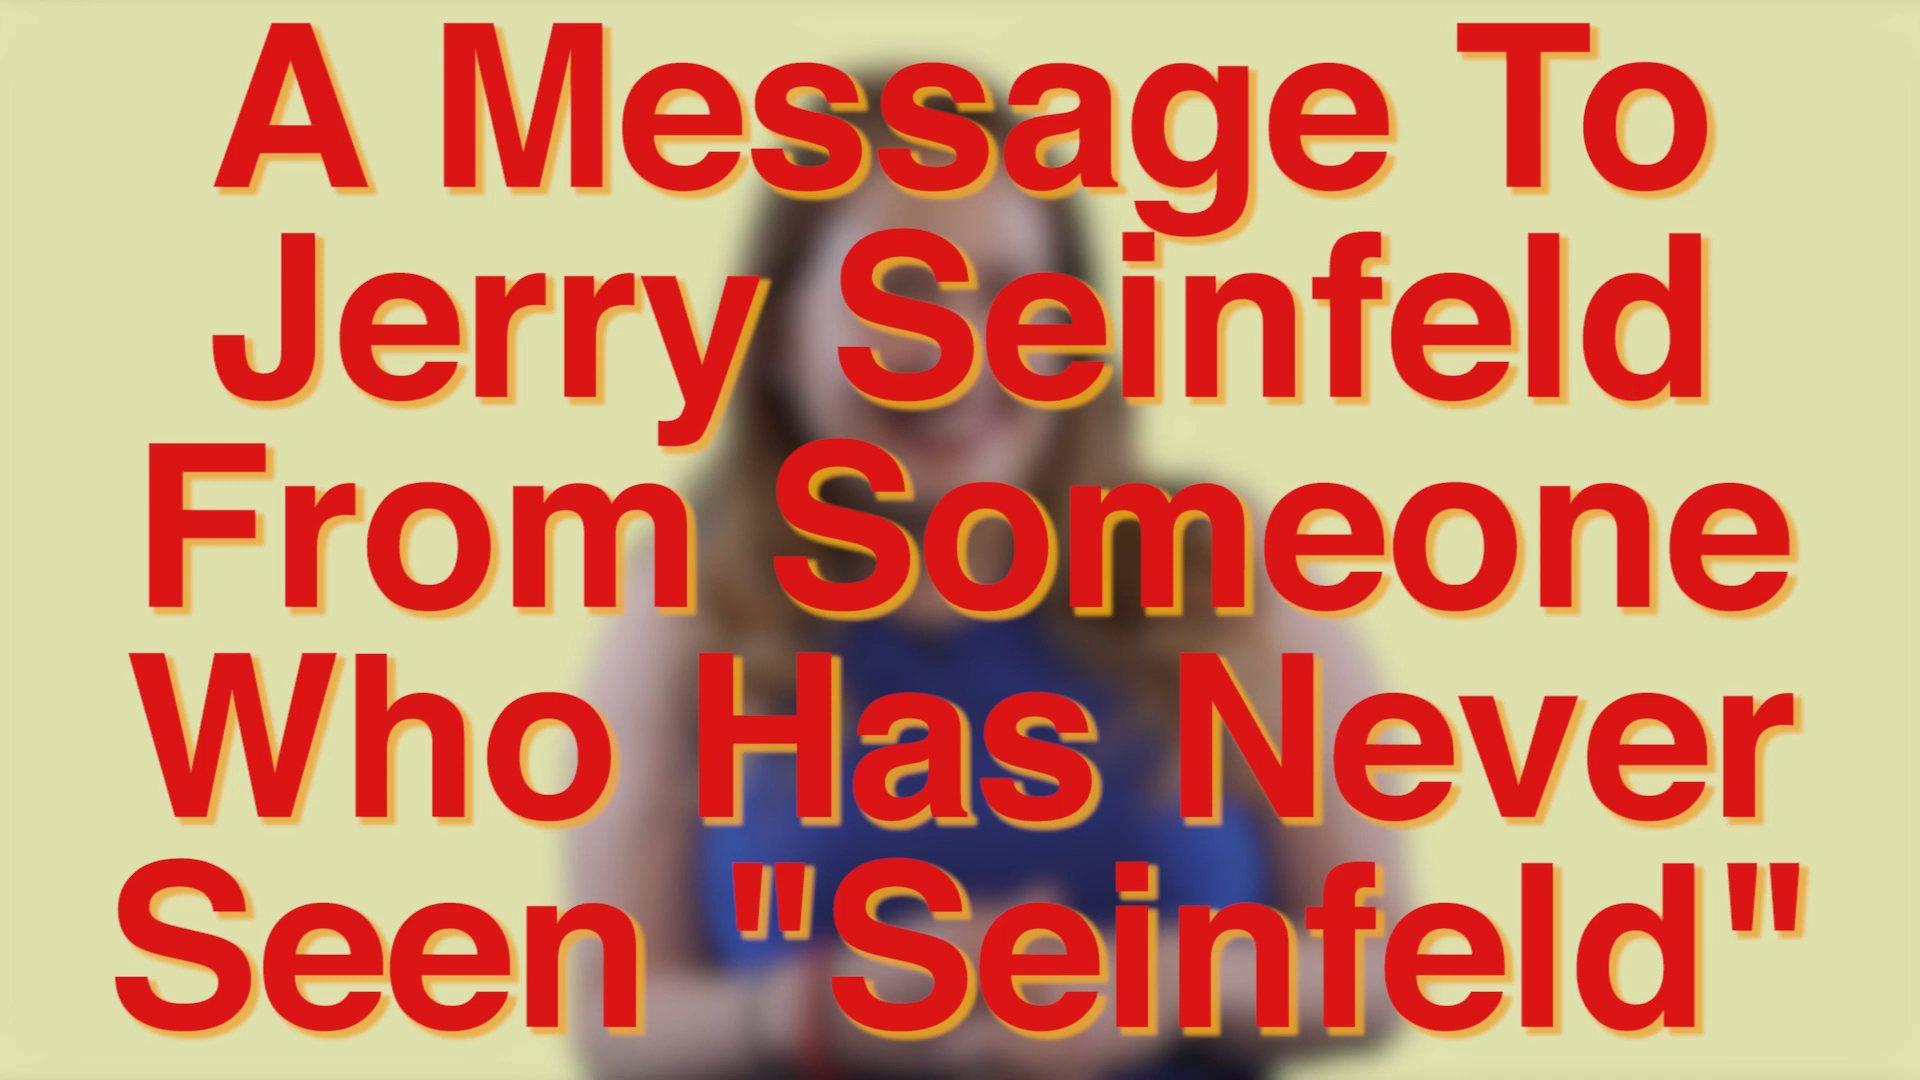 A Message To
Jerry Seinfeld
From Someone
Who Has Never
Seen "Seinfeld"